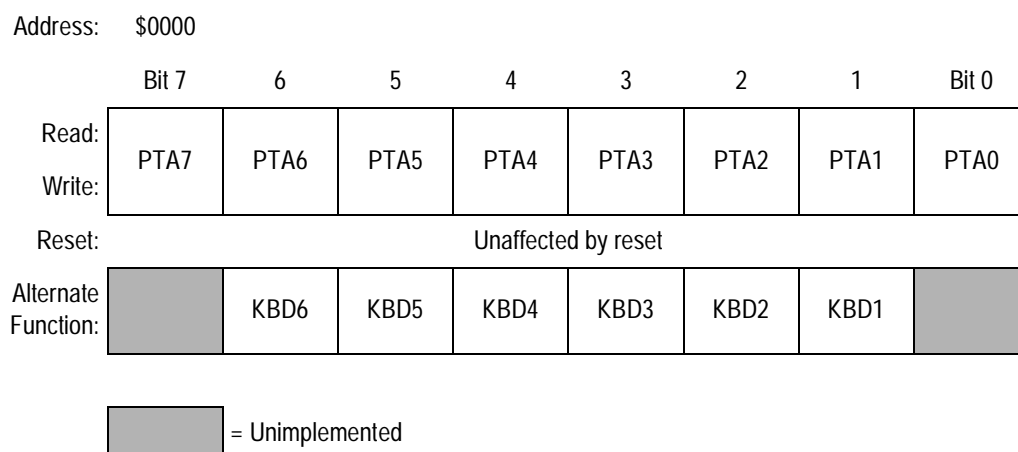 Address: $0000
Bit 7 6 5 4 3 2 1 Bit 0
Read:
PTA7 PTA6 PTA5 PTA4 PTA3 PTA2 PTA1 PTA0
Write:
Reset: Unaffected by reset
Alternate
Function: KBD6 KBD5 KBD4 KBD3 KBD2 KBD1
= Unimplemented